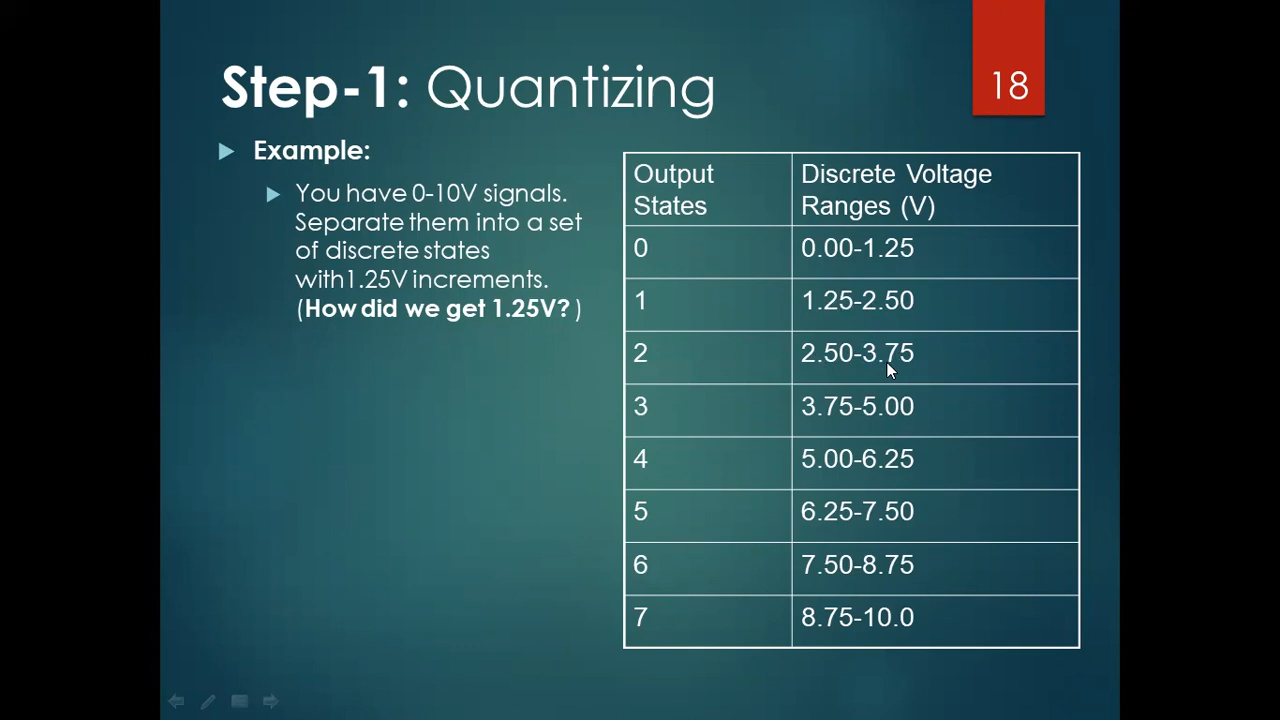 Step-1: Quantizing
18
Example:
You have 0-10V signals.
Separate them into a set
of discrete states
with1.25V increments.
(How did we get 1.25V? )
Output States
Discrete Voltage Ranges (V)
0 0.00-1.25
1 1.25-2.50
2 2.50-3.75
3 3.75-5.00
4 5.00-6.25
5 6.25-7.50
6 7.50-8.75
7 8.75-10.0